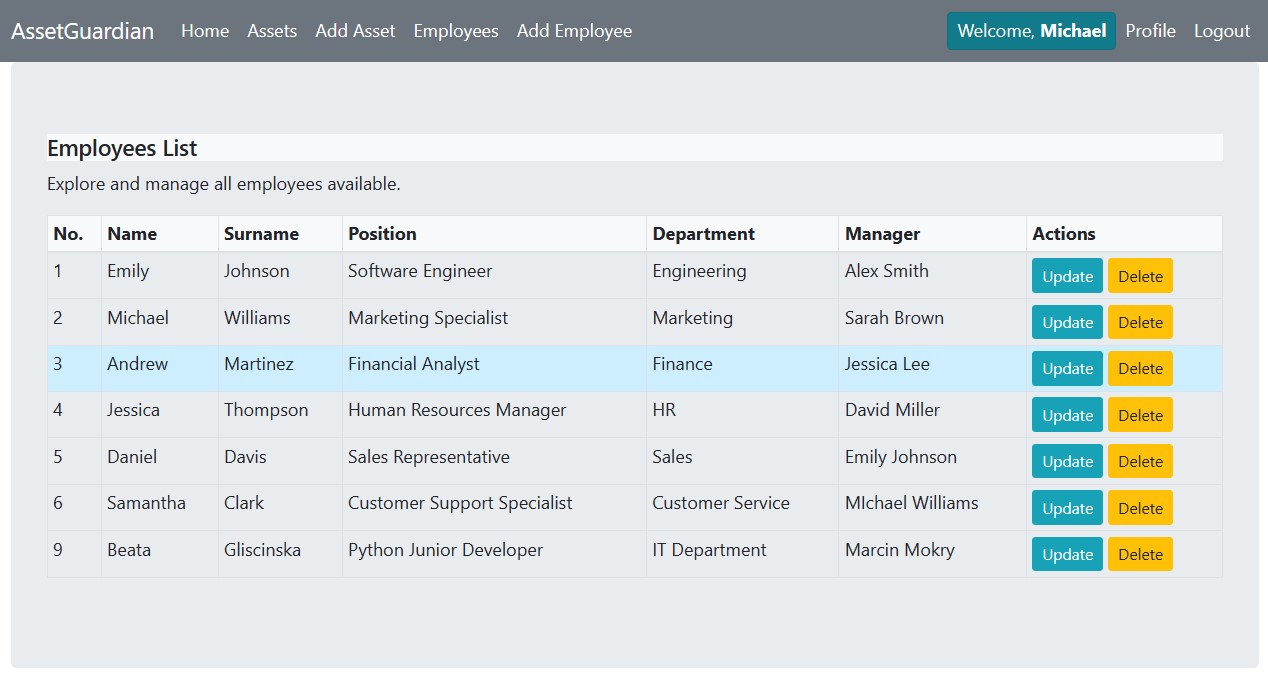 AssetGuardian Home Assets Add Asset Employees Add Employee Welcome, Michael Profile Logout
Employees List
Explore and manage all employees available.
No. Name Surname Position Department Manager Actions
1 Emily Johnson Software Engineer Engineering Alex Smith Update Delete
2 Michael Williams Marketing Specialist Marketing Sarah Brown Update Delete
3 Andrew Martinez Financial Analyst Finance Jessica Lee Update Delete
4 Jessica Thompson Human Resources Manager HR David Miller Update Delete
5 Daniel Davis Sales Representative Sales Emily Johnson Update Delete
6 Samantha Clark Customer Support Specialist Customer Service MIchael Williams Update Delete
9 Beata Gliscinska Python Junior Developer IT Department Marcin Mokry Update Delete